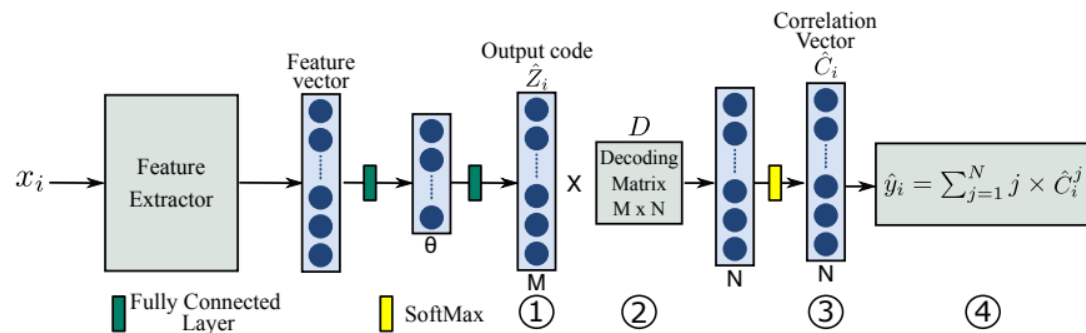 Correlation
Vector
Ĉ_i
Output code
Ẑ_i
Feature
vector
x_i
Feature
Extractor
θ
M
X
D
Decoding
Matrix
M x N
N
N
ŷ_i = ∑_{j=1}^{N} j × Ĉ_i^j
Fully Connected
Layer
SoftMax
①
②
③
④